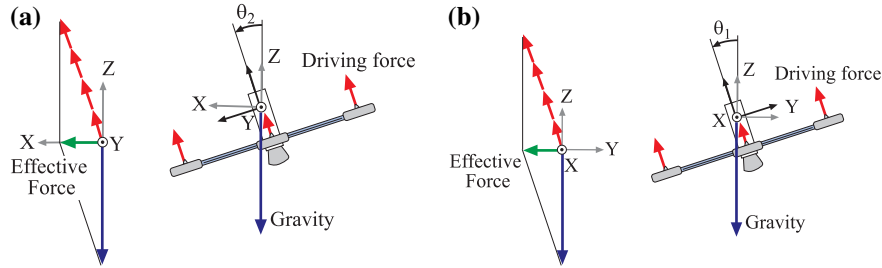 (a)
θ2
Z
Driving force
X
Y
Z
X
Y
Effective
Force
Gravity
(b)
θ1
Z
Driving force
X
Y
Z
Y
X
Effective
Force
Gravity